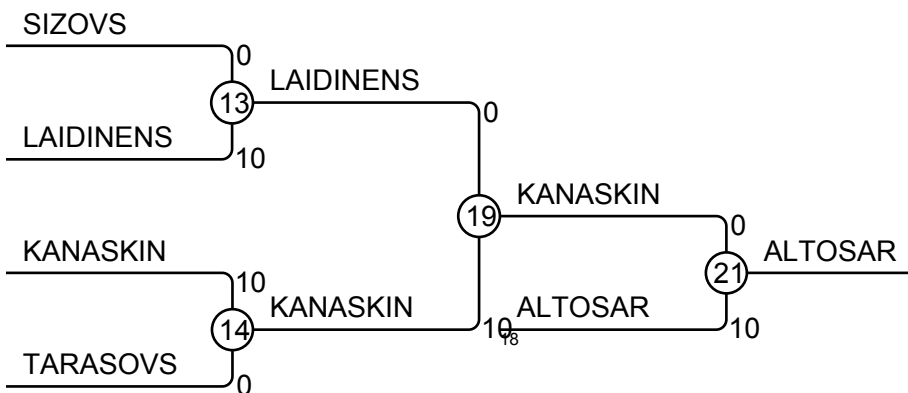 SIZOVS
0
13
LAIDINENS
LAIDINENS
10
0
19
KANASKIN
KANASKIN
10
14
KANASKIN
TARASOVS
0
10
18
ALTOSAR
0
21
ALTOSAR
10